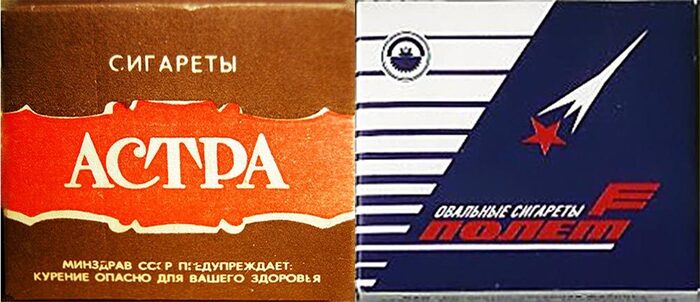 СИГАРЕТЫ
АСТРА
МИНЗДРАВ СССР ПРЕДУПРЕЖДАЕТ:
КУРЕНИЕ ОПАСНО ДЛЯ ВАШЕГО ЗДОРОВЬЯ
ОВАЛЬНЫЕ СИГАРЕТЫ
ПОЛЕТ